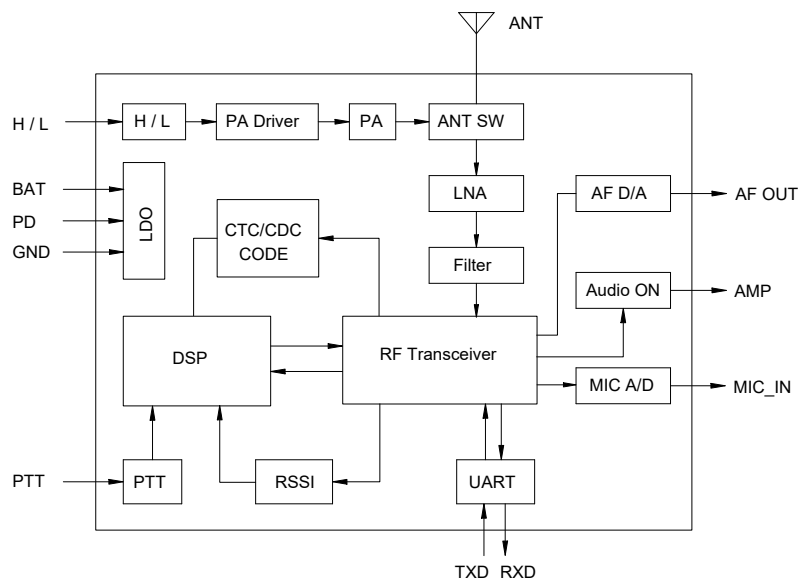 ANT
H / L
H / L
PA Driver
PA
ANT SW
BAT
PD
GND
LDO
LNA
AF D/A
AF OUT
CTC/CDC
CODE
Filter
Audio ON
AMP
DSP
RF Transceiver
MIC A/D
MIC_IN
PTT
PTT
RSSI
UART
TXD
RXD